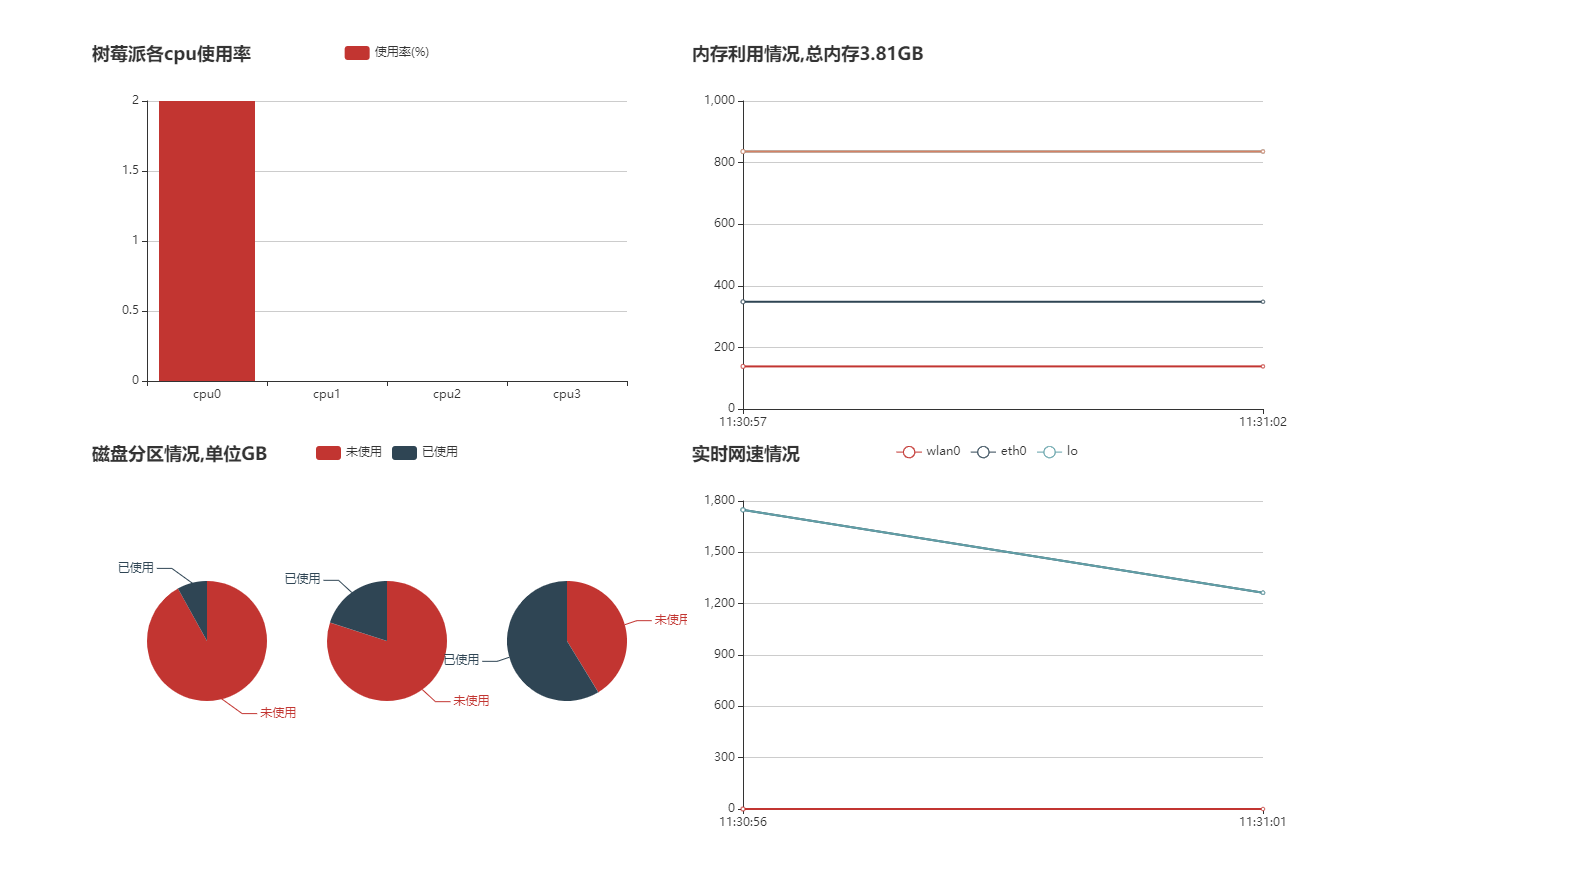 树莓派各cpu使用率
使用率(%)
2
1.5
1
0.5
0
cpu0 cpu1 cpu2 cpu3
内存利用情况,总内存3.81GB
1,000
800
600
400
200
0
11:30:57 11:31:02
磁盘分区情况,单位GB
未使用 已使用
已使用
未使用
已使用
未使用
已使用
未使用
实时网速情况
wlan0 eth0 lo
1,800
1,500
1,200
900
600
300
0
11:30:56 11:31:01